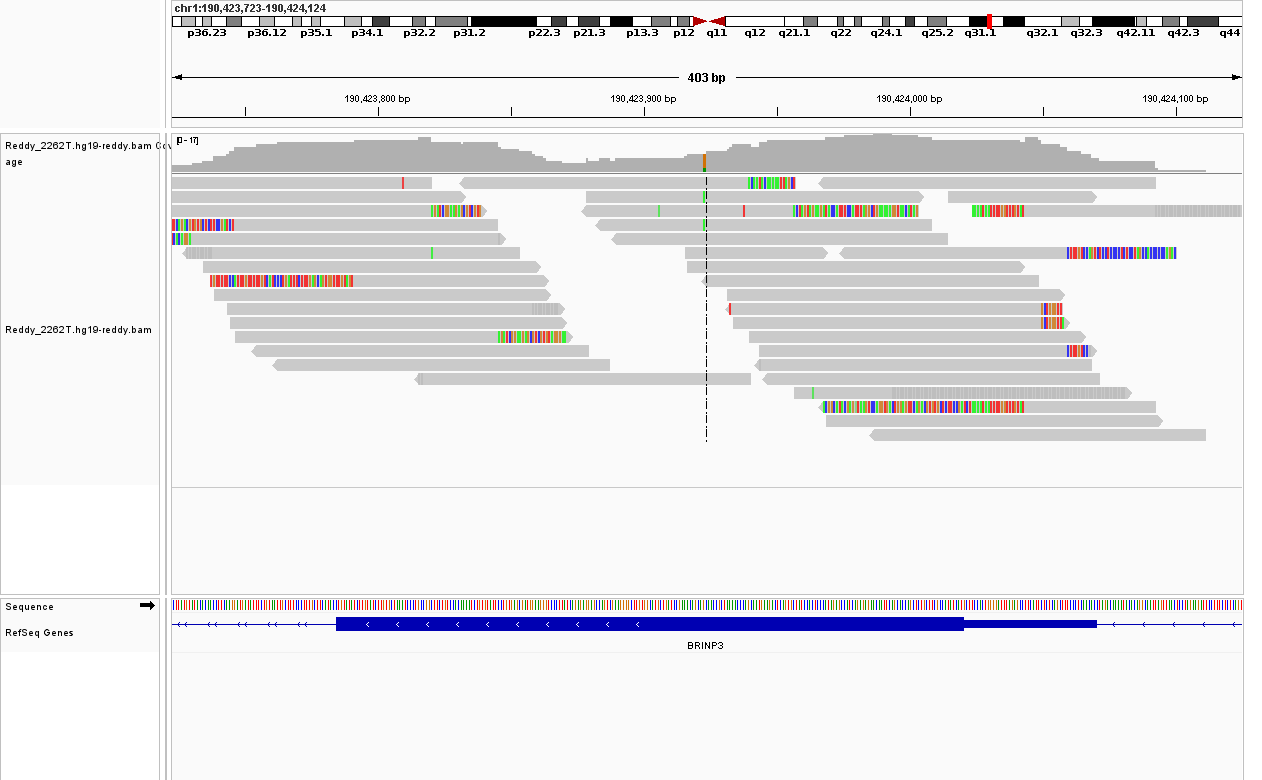 chr1:190,423,723-190,424,124
p36.23 p36.12 p35.1 p34.1 p32.2 p31.2 p22.3 p21.3 p13.3 p12 q11 q12 q21.1 q22 q24.1 q25.2 q31.1 q32.1 q32.3 q42.11 q42.3 q44
403 bp
190,423,800 bp 190,423,900 bp 190,424,000 bp 190,424,100 bp
Reddy_2262T.hg19-reddy.bam Cov
age
[0 - 17]
Reddy_2262T.hg19-reddy.bam
Sequence
RefSeq Genes
BRINP3